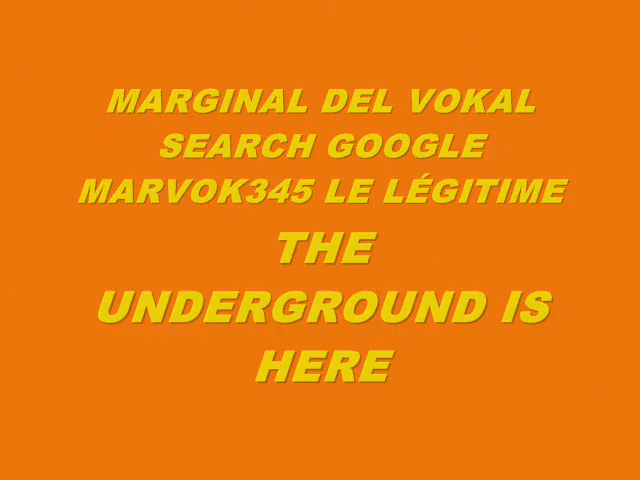 MARGINAL DEL VOKAL
SEARCH GOOGLE
MARVOK345 LE LÉGITIME
THE
UNDERGROUND IS
HERE